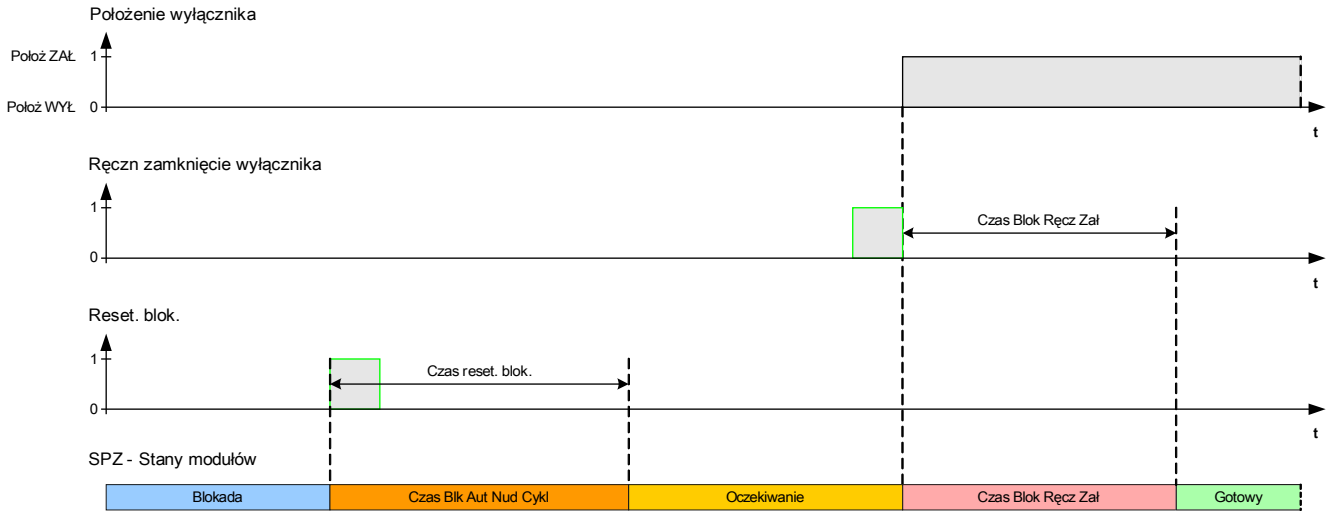 Położenie wyłącznika
Położ ZAŁ 1
Położ WYŁ 0
t
Ręczn zamknięcie wyłącznika
1
Czas Blok Ręcz Zał
0
t
Reset. blok.
1
Czas reset. blok.
0
t
SPZ - Stany modułów
Blokada Czas Blk Aut Nud Cykl Oczekiwanie Czas Blok Ręcz Zał Gotowy